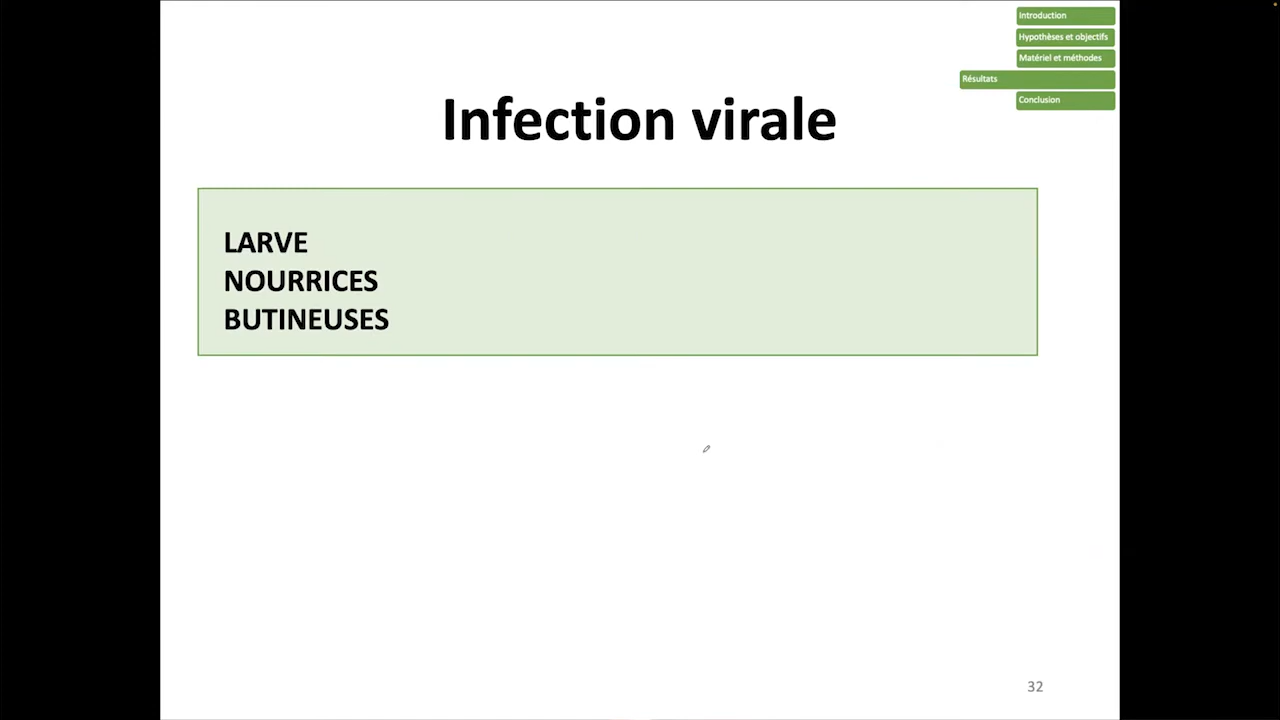 Introduction
Hypothèses et objectifs
Matériel et méthodes
Résultats
Conclusion
Infection virale
LARVE
NOURRICES
BUTINEUSES
32